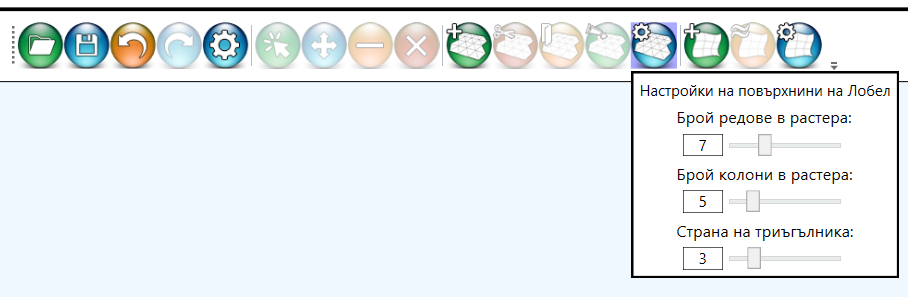 Настройки на повърхнини на Лобел
Брой редове в растера:
7
Брой колони в растера:
5
Страна на триъгълника:
3